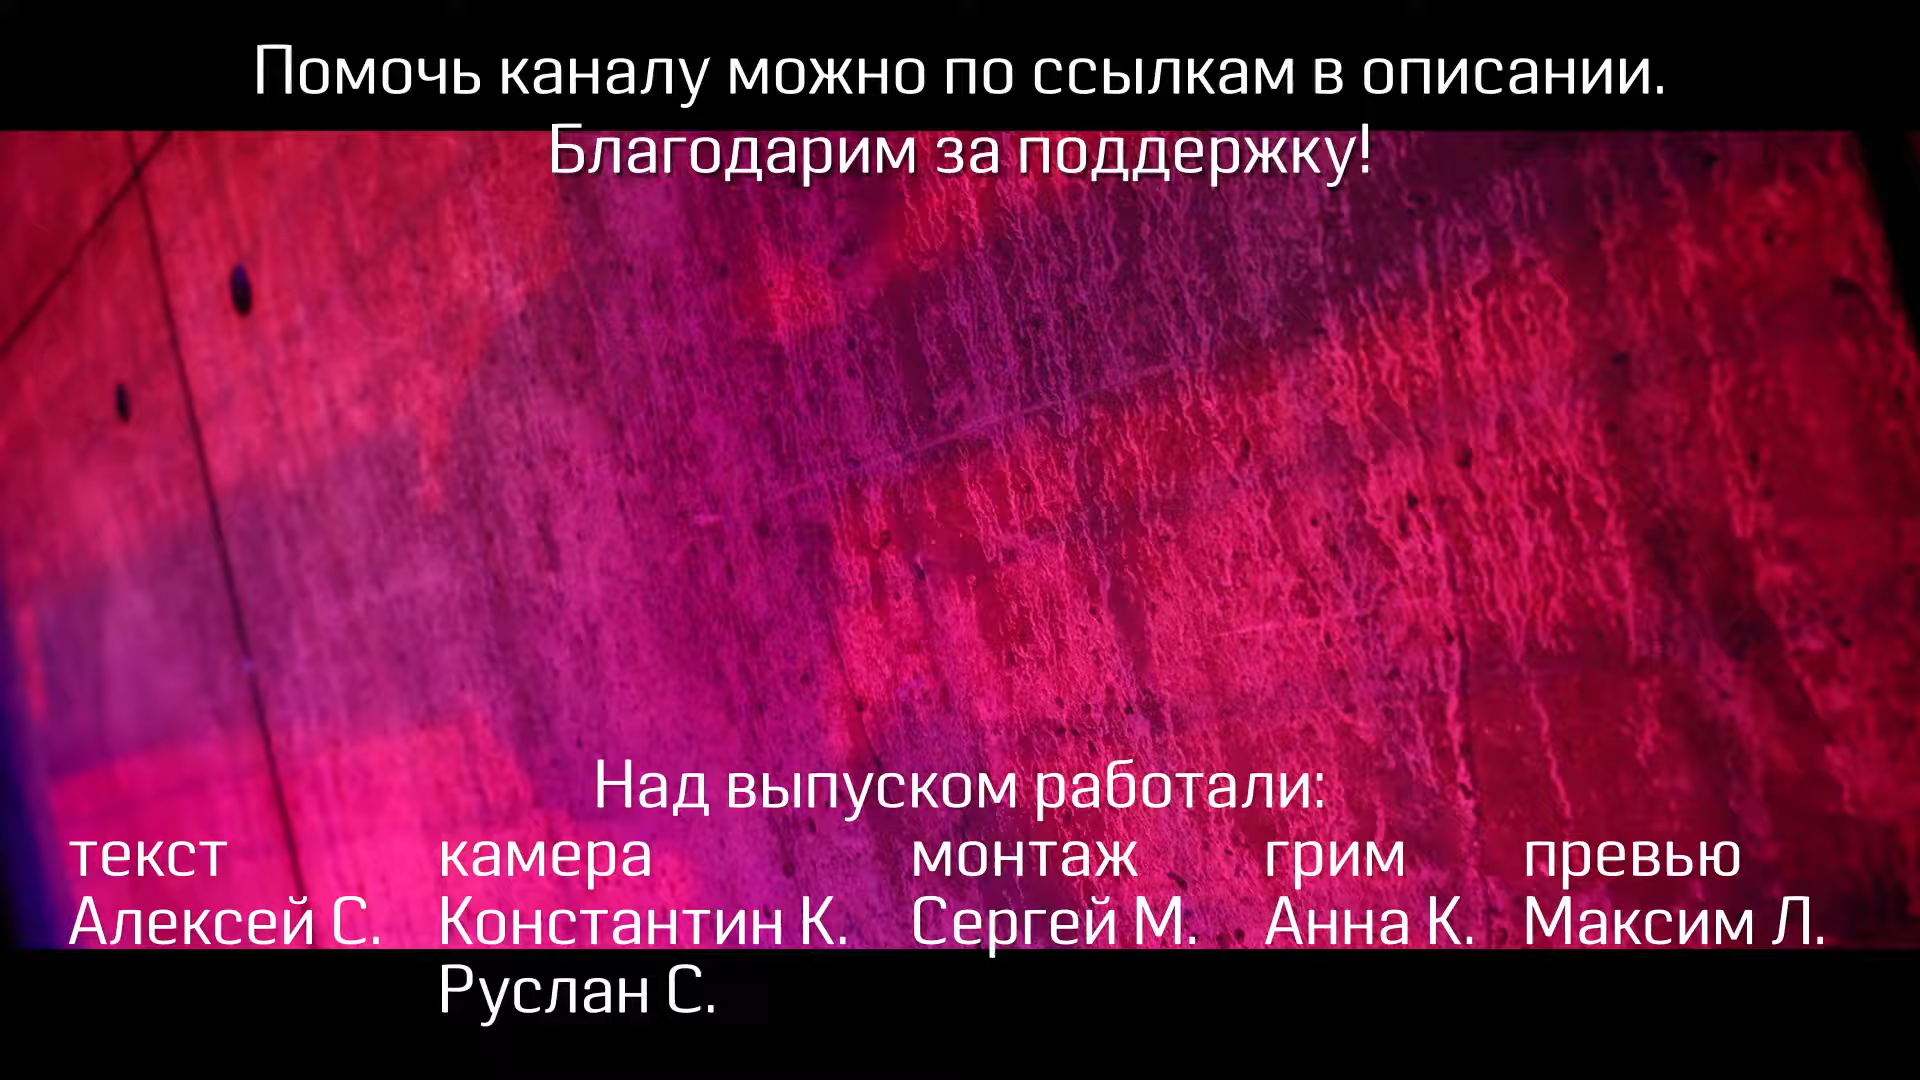 Помочь каналу можно по ссылкам в описании.
Благодарим за поддержку!
Над выпуском работали:
текст камера монтаж грим превью
Алексей С. Константин К. Сергей М. Анна К. Максим Л.
Руслан С.